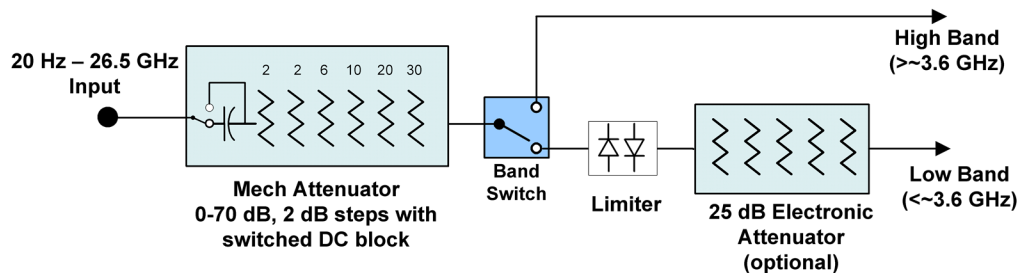 20 Hz – 26.5 GHz
Input
2 2 6 10 20 30
Mech Attenuator
0-70 dB, 2 dB steps with
switched DC block
Band
Switch
Limiter
25 dB Electronic
Attenuator
(optional)
High Band
(>~3.6 GHz)
Low Band
(<~3.6 GHz)